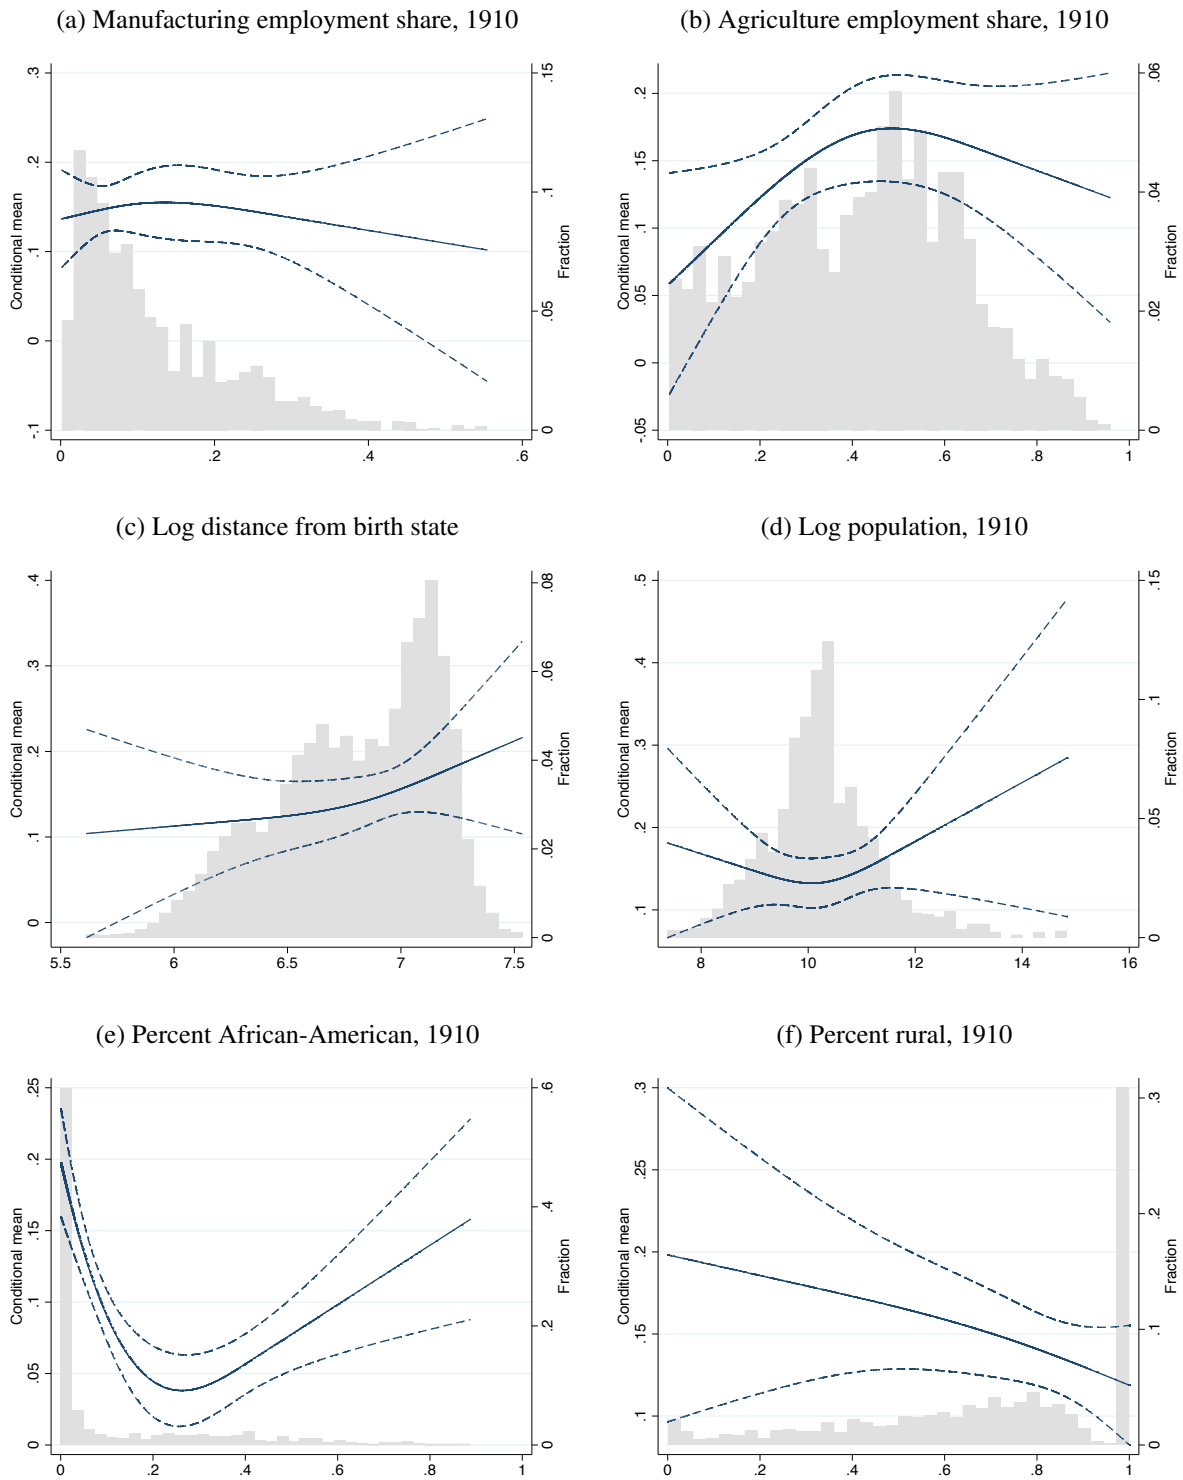 (a) Manufacturing employment share, 1910
(b) Agriculture employment share, 1910
Conditional mean
-.1 0 .1 .2 .3
Fraction
0 .05 .1 .15
0 .2 .4 .6
Conditional mean
-.05 0 .05 .1 .15 .2
Fraction
0 .02 .04 .06
0 .2 .4 .6 .8 1
(c) Log distance from birth state
(d) Log population, 1910
Conditional mean
0 .1 .2 .3 .4
Fraction
0 .02 .04 .06 .08
5.5 6 6.5 7 7.5
Conditional mean
.1 .2 .3 .4 .5
Fraction
0 .05 .1 .15
8 10 12 14 16
(e) Percent African-American, 1910
(f) Percent rural, 1910
Conditional mean
0 .05 .1 .15 .2 .25
Fraction
0 .2 .4 .6
0 .2 .4 .6 .8 1
Conditional mean
.1 .15 .2 .25 .3
Fraction
0 .1 .2 .3
0 .2 .4 .6 .8 1